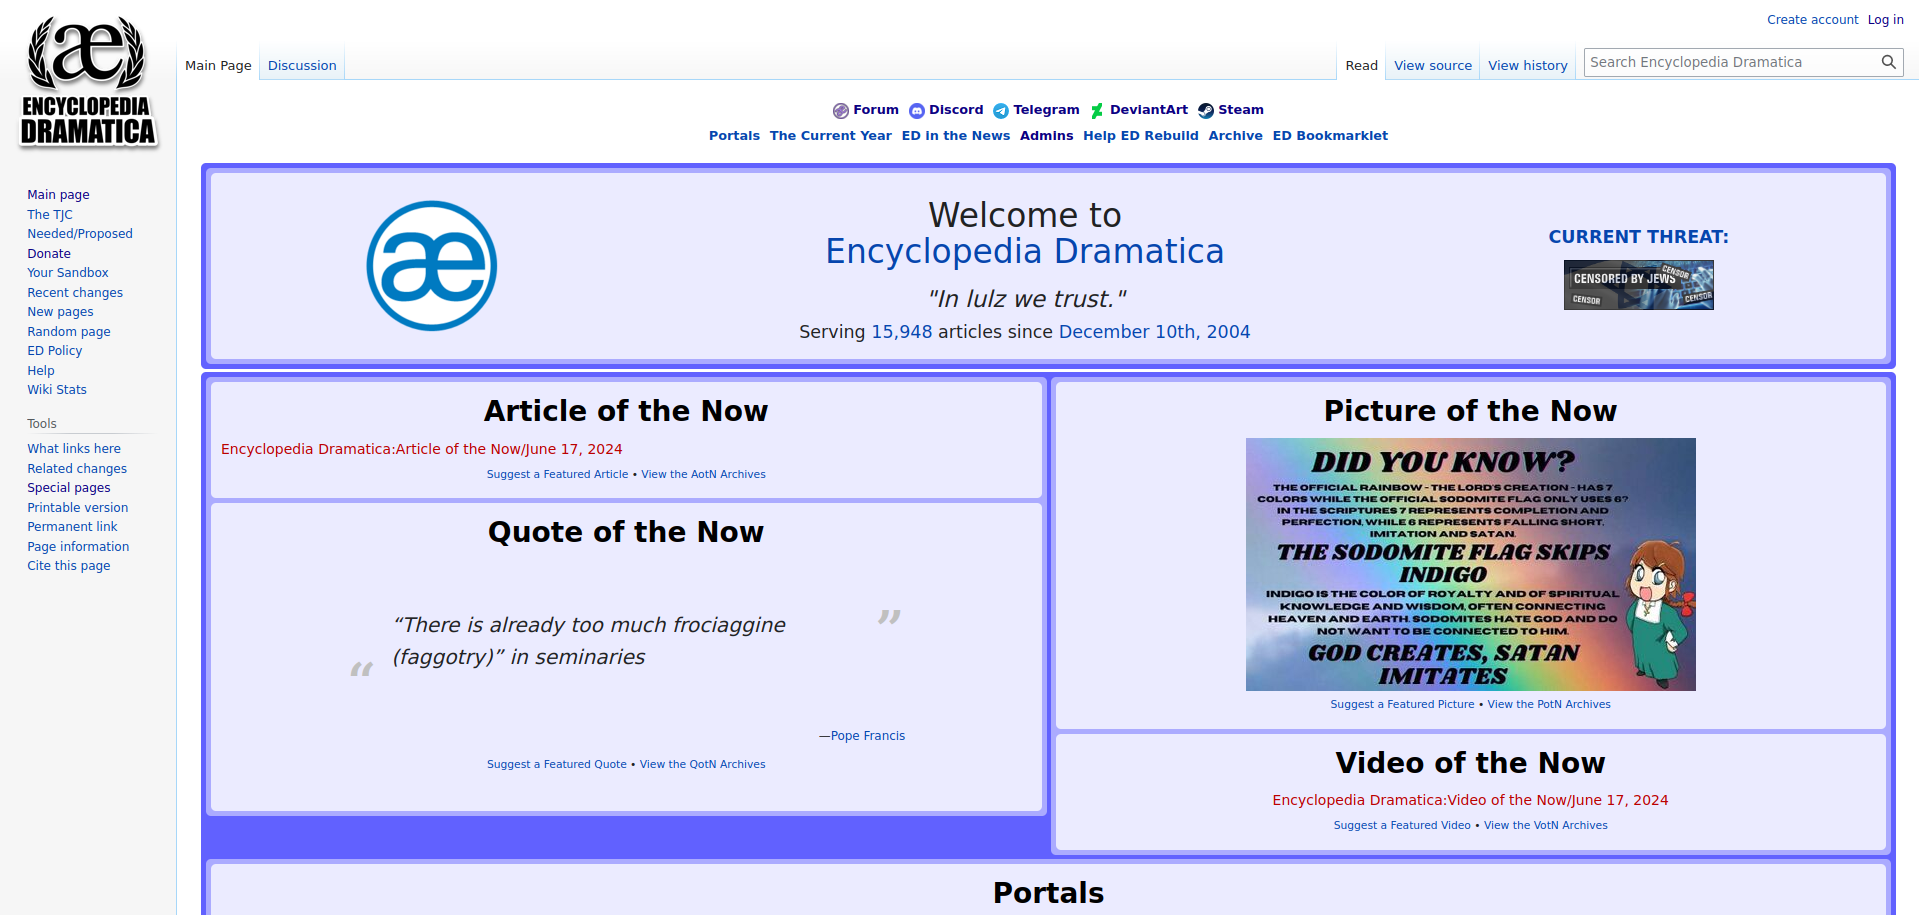 æ
ENCYCLOPEDIA
DRAMATICA
Create account Log in
Main Page Discussion
Read View source View history Search Encyclopedia Dramatica
Forum Discord Telegram DeviantArt Steam
Portals The Current Year ED in the News Admins Help ED Rebuild Archive ED Bookmarklet
Main page
The TJC
Needed/Proposed
Donate
Your Sandbox
Recent changes
New pages
Random page
ED Policy
Help
Wiki Stats
Tools
What links here
Related changes
Special pages
Printable version
Permanent link
Page information
Cite this page
æ
Welcome to
Encyclopedia Dramatica
"In lulz we trust."
Serving 15,948 articles since December 10th, 2004
CURRENT THREAT:
CENSORED BY JEWS
CENSOR
CENSOR
CENSOR
Article of the Now
Encyclopedia Dramatica:Article of the Now/June 17, 2024
Suggest a Featured Article • View the AotN Archives
Quote of the Now
“There is already too much frociaggine
(faggotry)” in seminaries
—Pope Francis
Suggest a Featured Quote • View the QotN Archives
Picture of the Now
DID YOU KNOW?
THE OFFICIAL RAINBOW - THE LORD'S CREATION - HAS 7
COLORS WHILE THE OFFICIAL SODOMITE FLAG ONLY USES 6?
IN THE SCRIPTURES 7 REPRESENTS COMPLETION AND
PERFECTION, WHILE 6 REPRESENTS FALLING SHORT,
IMITATION AND SATAN.
THE SODOMITE FLAG SKIPS
INDIGO
INDIGO IS THE COLOR OF ROYALTY AND OF SPIRITUAL
KNOWLEDGE AND WISDOM, OFTEN CONNECTING
HEAVEN AND EARTH. SODOMITES HATE GOD AND DO
NOT WANT TO BE CONNECTED TO HIM.
GOD CREATES, SATAN
IMITATES
Suggest a Featured Picture • View the PotN Archives
Video of the Now
Encyclopedia Dramatica:Video of the Now/June 17, 2024
Suggest a Featured Video • View the VotN Archives
Portals